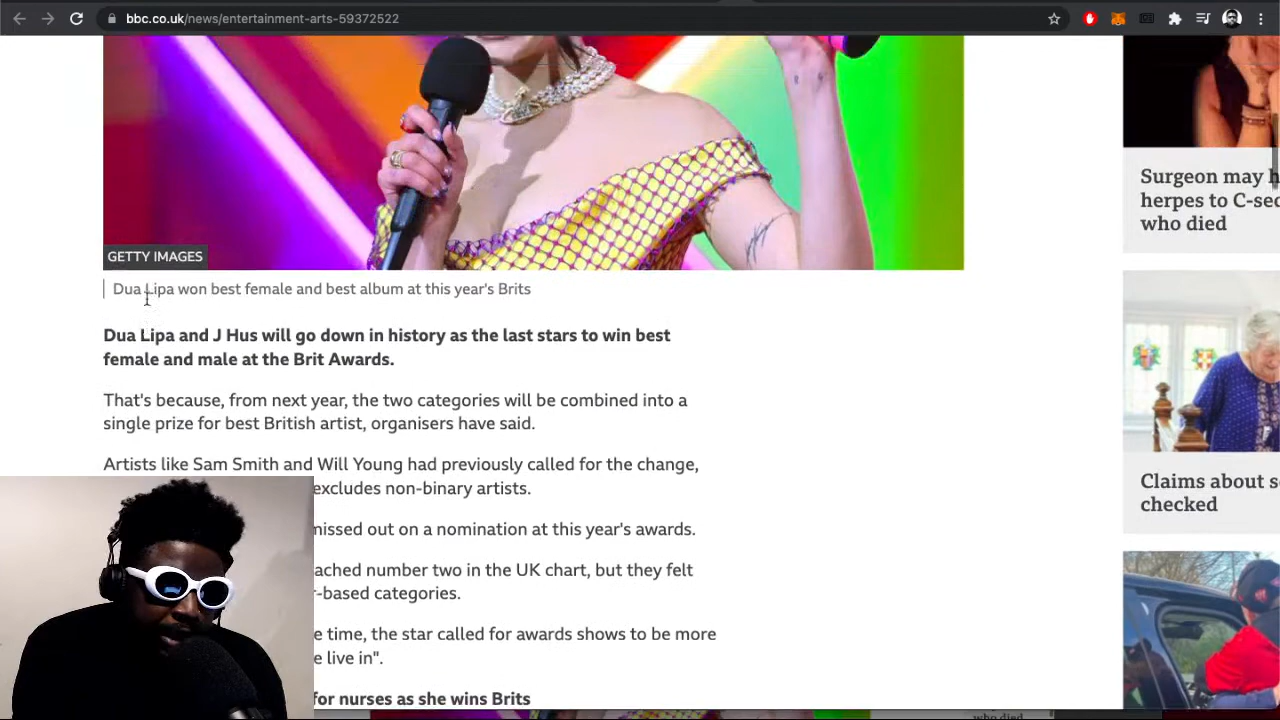 bbc.co.uk/news/entertainment-arts-59372522
GETTY IMAGES
Dua Lipa won best female and best album at this year's Brits
Dua Lipa and J Hus will go down in history as the last stars to win best
female and male at the Brit Awards.
That's because, from next year, the two categories will be combined into a
single prize for best British artist, organisers have said.
Artists like Sam Smith and Will Young had previously called for the change,
excludes non-binary artists.
missed out on a nomination at this year's awards.
ached number two in the UK chart, but they felt
r-based categories.
e time, the star called for awards shows to be more
e live in".
for nurses as she wins Brits
Surgeon may h
herpes to C-sec
who died
Claims about s
checked
who died